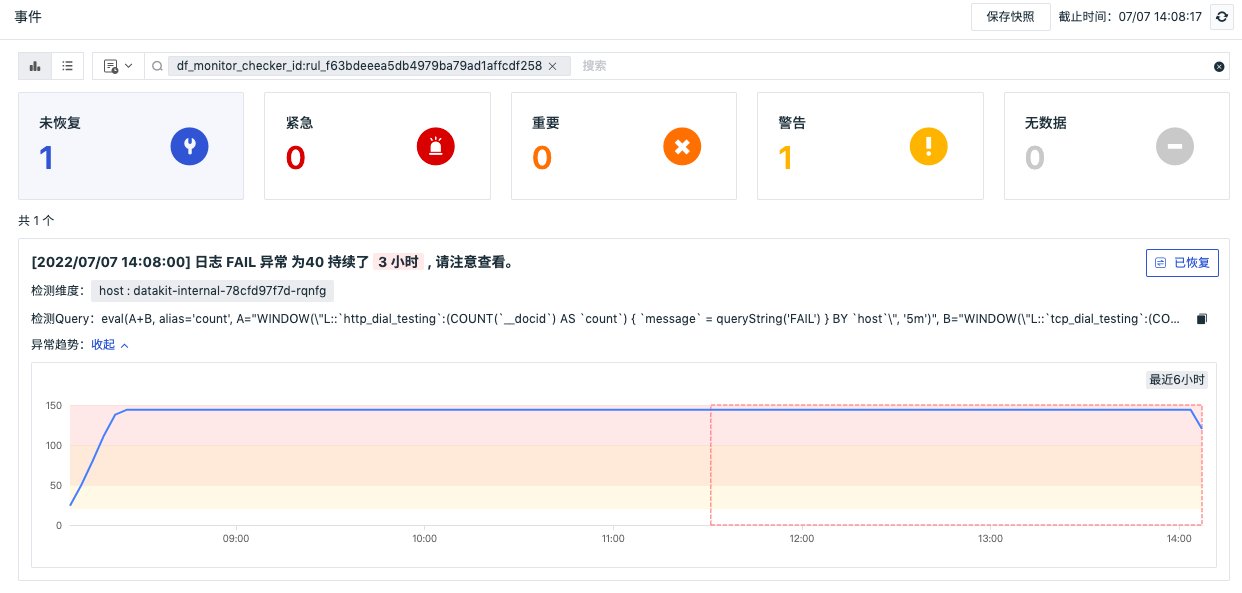 事件
保存快照 截止时间：07/07 14:08:17
df_monitor_checker_id:rul_f63bdeeea5db4979ba79ad1affcdf258 × 搜索
未恢复 紧急 重要 警告 无数据
1 0 0 1 0
共 1 个
[2022/07/07 14:08:00] 日志 FAIL 异常 为40 持续了 3 小时 , 请注意查看。 已恢复
检测维度：host : datakit-internal-78cfd97f7d-rqnfg
检测Query：eval(A+B, alias='count', A="WINDOW(\"L::`http_dial_testing`:(COUNT(`__docid`) AS `count`) { `message` = queryString('FAIL') } BY `host`\", '5m')", B="WINDOW(\"L::`tcp_dial_testing`:(CO...
异常趋势：收起
最近6小时
150
100
50
0
09:00 10:00 11:00 12:00 13:00 14:00